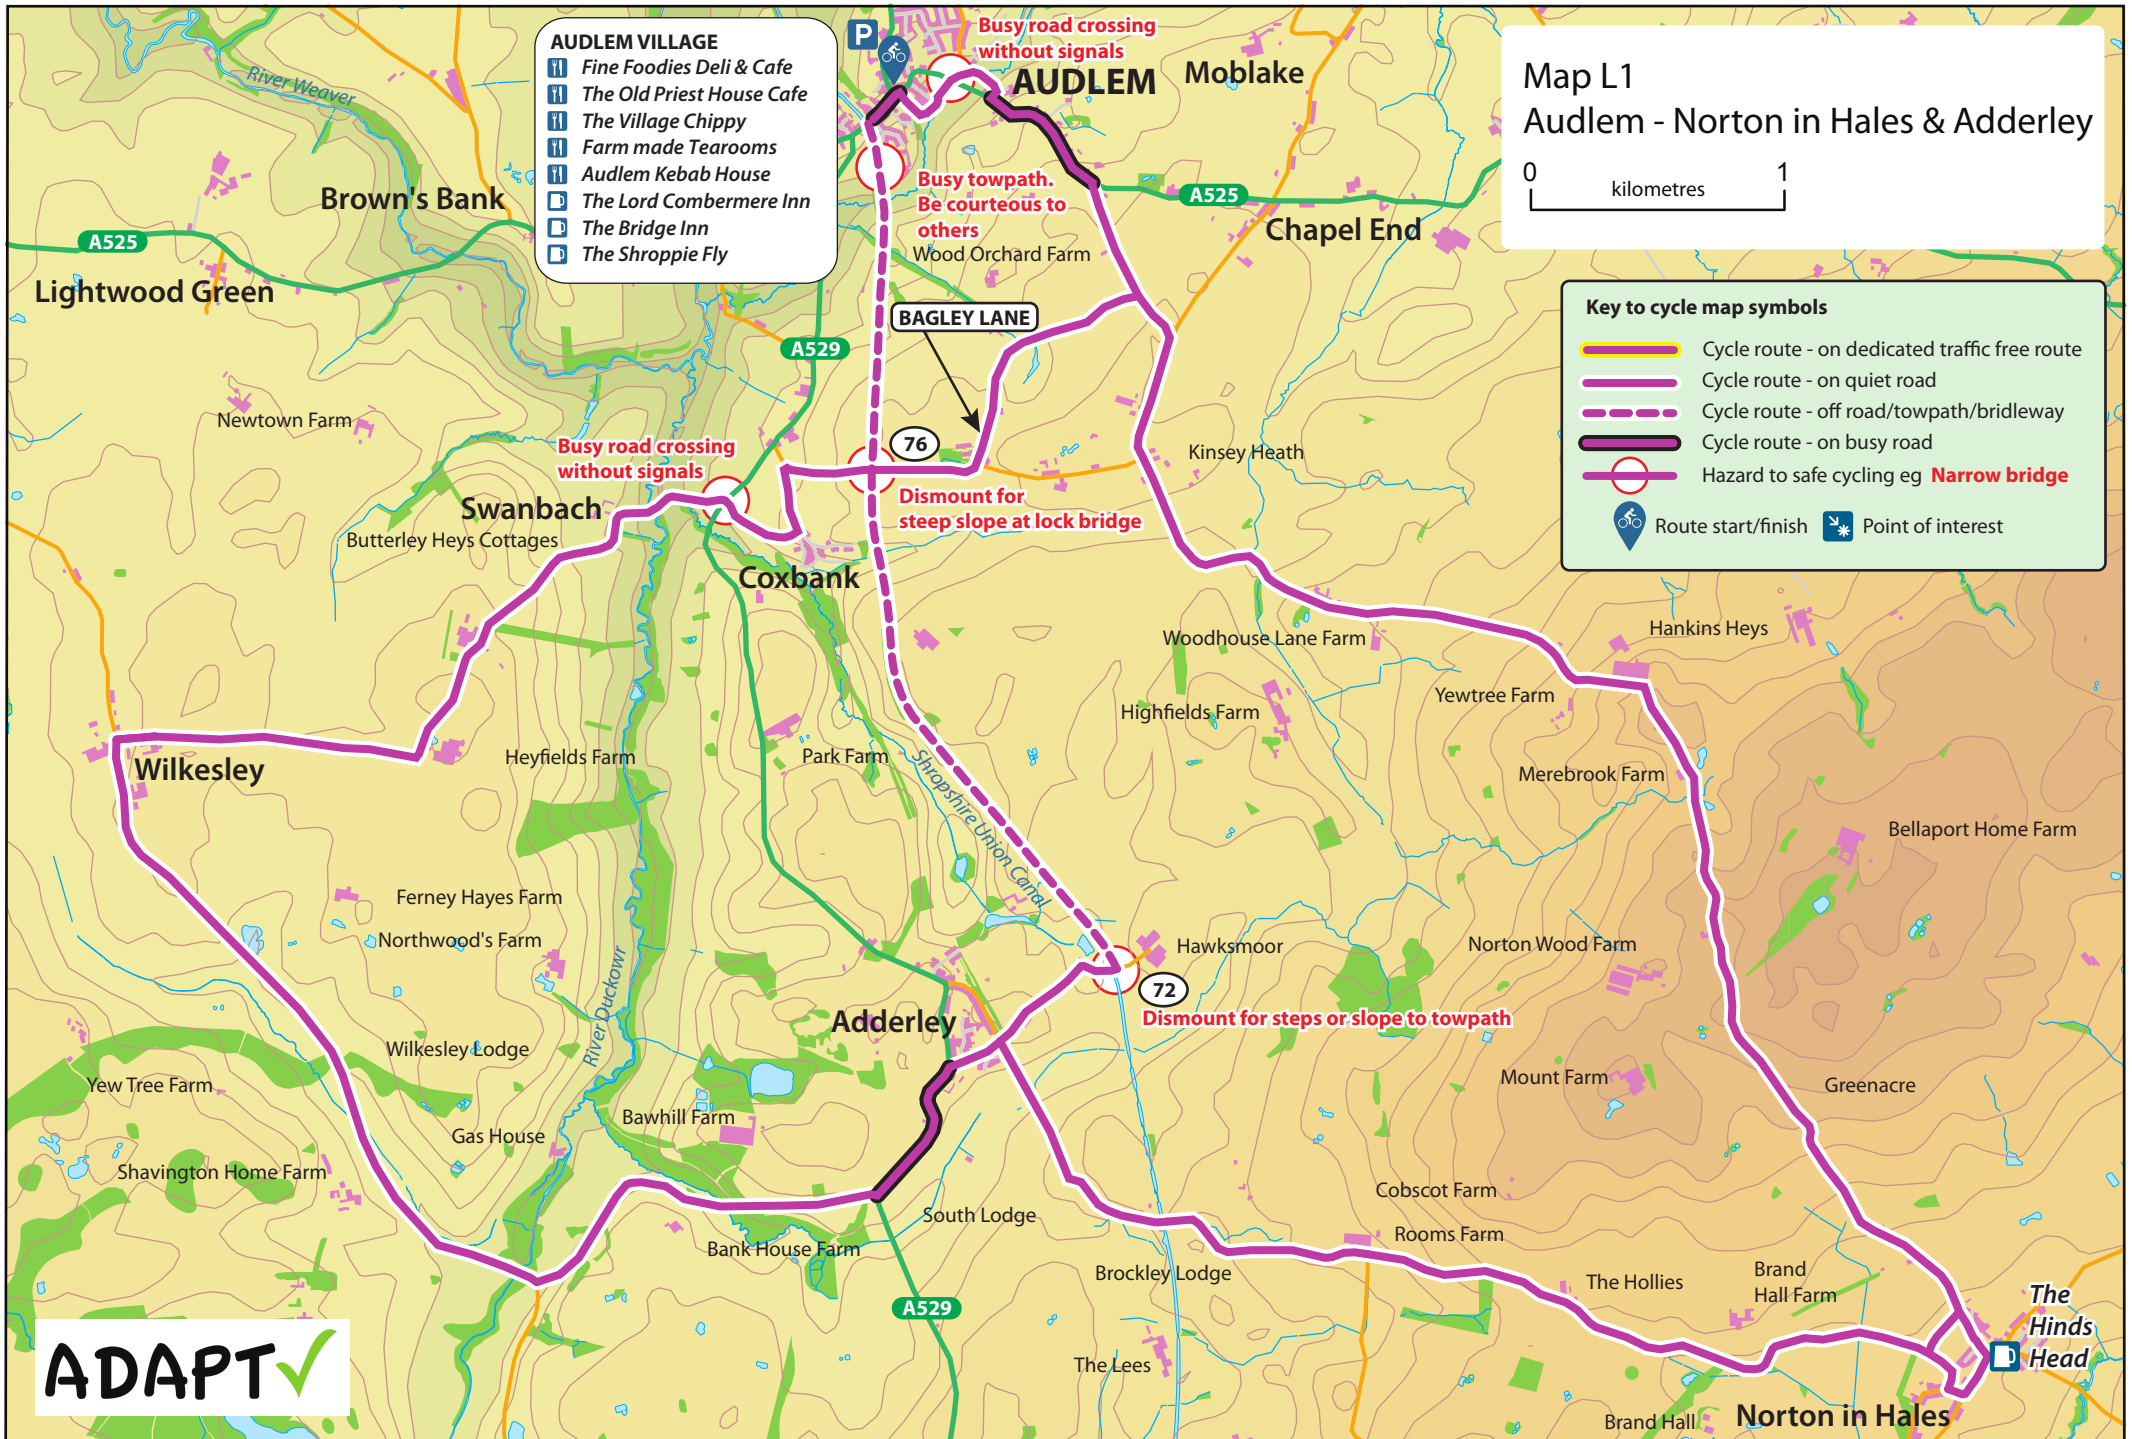 AUDLEM VILLAGE
Fine Foodies Deli & Cafe
The Old Priest House Cafe
The Village Chippy
Farm made Tearooms
Audlem Kebab House
The Lord Combermere Inn
The Bridge Inn
The Shroppie Fly
P
Busy road crossing
without signals
AUDLEM
Moblake
Map L1
Audlem - Norton in Hales & Adderley
0
1
kilometres
River Weaver
Brown's Bank
A525
Lightwood Green
Busy towpath.
Be courteous to
others
A525
Chapel End
Wood Orchard Farm
BAGLEY LANE
A529
Key to cycle map symbols
Cycle route - on dedicated traffic free route
Cycle route - on quiet road
Cycle route - off road/towpath/bridleway
Cycle route - on busy road
Hazard to safe cycling eg Narrow bridge
Route start/finish
Point of interest
Newtown Farm
Busy road crossing
without signals
76
Kinsey Heath
Swanbach
Dismount for
steep slope at lock bridge
Butterley Heys Cottages
Coxbank
Woodhouse Lane Farm
Hankins Heys
Yewtree Farm
Highfields Farm
Wilkesley
Heyfields Farm
Park Farm
Shropshire Union Canal
Merebrook Farm
Bellaport Home Farm
Ferney Hayes Farm
Northwood's Farm
Hawksmoor
Norton Wood Farm
72
Dismount for steps or slope to towpath
River Duckowr
Adderley
Wilkesley Lodge
Yew Tree Farm
Mount Farm
Greenacre
Bawhill Farm
Gas House
Shavington Home Farm
Cobscot Farm
South Lodge
Rooms Farm
Bank House Farm
Brockley Lodge
The Hollies
Brand
Hall Farm
The
Hinds
Head
A529
The Lees
ADAPT
Brand Hall
Norton in Hales